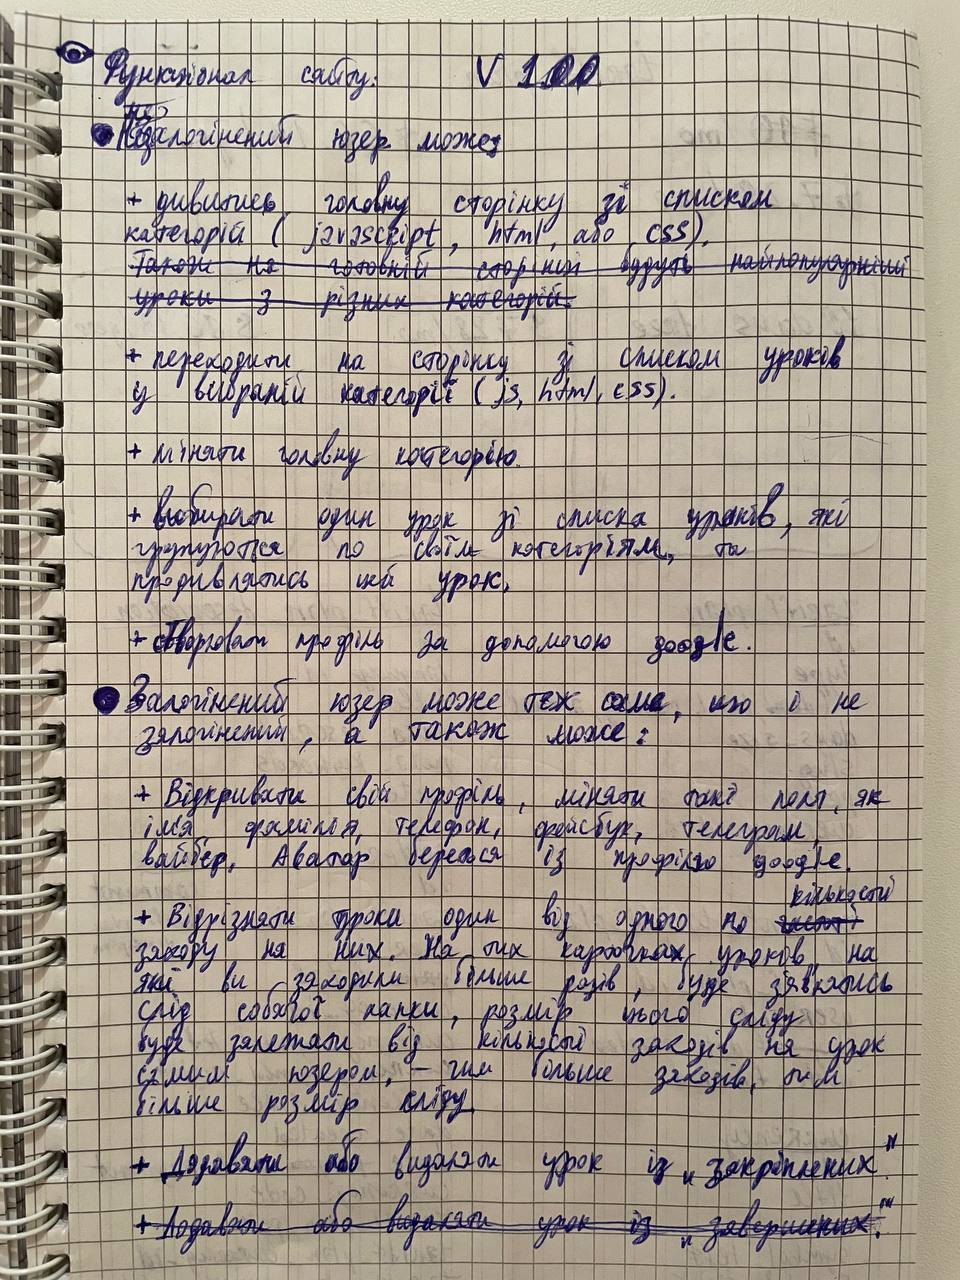 Функціонал сайту: V 1.0.0
Не залогінений юзер може:
+ дивитись головну сторінку зі списком
категорій ( javascript, html, або css).
Також на головній сторінці будуть найпопулярніші
уроки з різних категорій.
+ переходити на сторінку зі списком уроків
у вибраній категорії ( js, html, css).
+ міняти головну категорію.
+ вибирати один урок зі списка уроків, які
групуються по своїм категоріям, та
продивлятись цей урок.
+ створювати профіль за допомогою google.
Залогінений юзер може теж саме, що і не
залогінений, а також може:
+ Відкривати свій профіль, міняти такі поля, як
ім'я фамілія, телефон, фейсбук, телеграм
вайбер, Аватар береться із профілю google.
+ Відрізняти уроки один від одного по кількості
заходу на них. На тих карточках уроків, на
які ви заходили більше разів, буде з'являтись
слід собачої лапки, розмір цього сліду
буде залежати від кількості заходів на урок
самим юзером, – чим більше заходів, тим
більше розмір сліду.
+ Додавати або видаляти урок із „ закріплених "
+ Додавати або видаляти урок із „ завершених. "